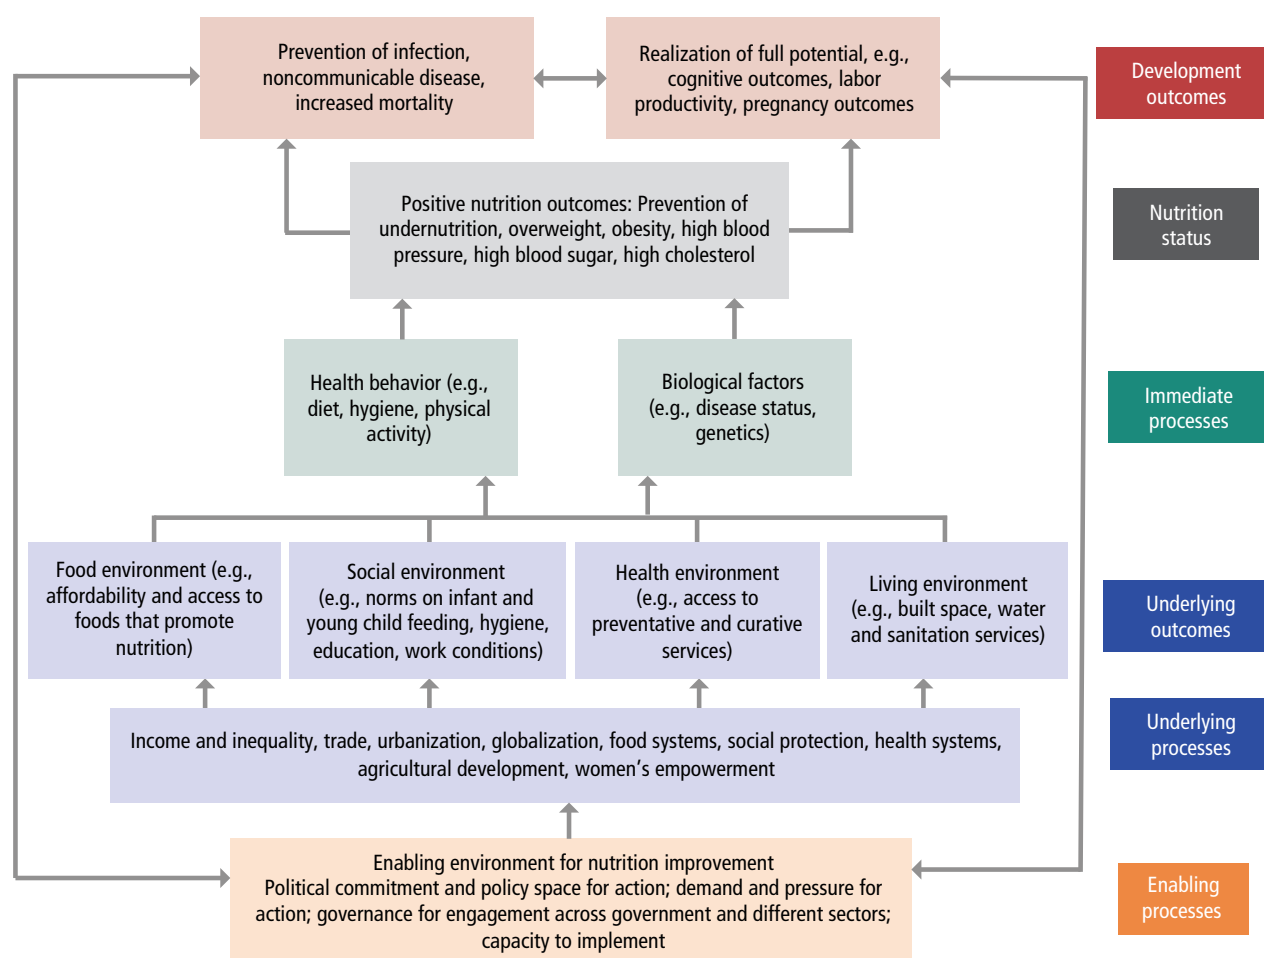 Prevention of infection,
noncommunicable disease,
increased mortality
Realization of full potential, e.g.,
cognitive outcomes, labor
productivity, pregnancy outcomes
Development
outcomes
Positive nutrition outcomes: Prevention of
undernutrition, overweight, obesity, high blood
pressure, high blood sugar, high cholesterol
Nutrition
status
Health behavior (e.g.,
diet, hygiene, physical
activity)
Biological factors
(e.g., disease status,
genetics)
Immediate
processes
Food environment (e.g.,
affordability and access to
foods that promote
nutrition)
Social environment
(e.g., norms on infant and
young child feeding, hygiene,
education, work conditions)
Health environment
(e.g., access to
preventative and curative
services)
Living environment
(e.g., built space, water
and sanitation services)
Underlying
outcomes
Income and inequality, trade, urbanization, globalization, food systems, social protection, health systems,
agricultural development, women's empowerment
Underlying
processes
Enabling environment for nutrition improvement
Political commitment and policy space for action; demand and pressure for
action; governance for engagement across government and different sectors;
capacity to implement
Enabling
processes